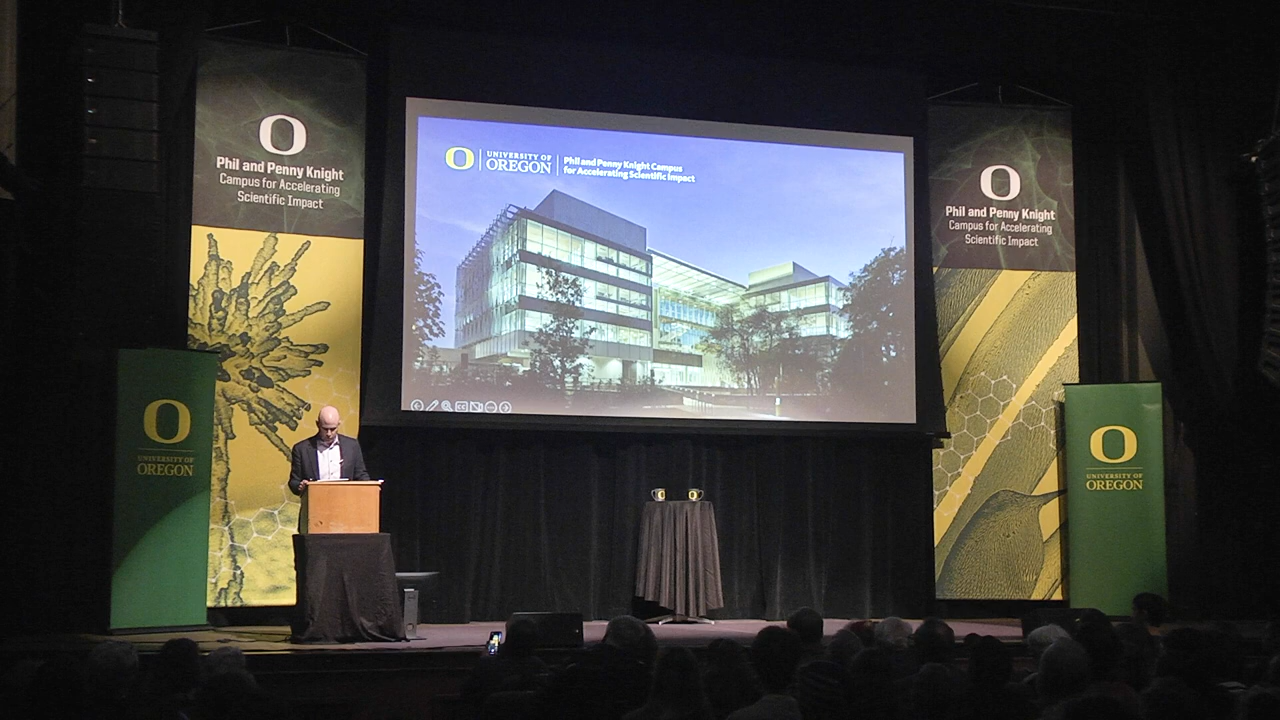 O
Phil and Penny Knight
Campus for Accelerating
Scientific Impact
O
UNIVERSITY OF
OREGON
Phil and Penny Knight Campus
for Accelerating Scientific Impact
O
Phil and Penny Knight
Campus for Accelerating
Scientific Impact
O
UNIVERSITY OF
OREGON
O
UNIVERSITY OF
OREGON